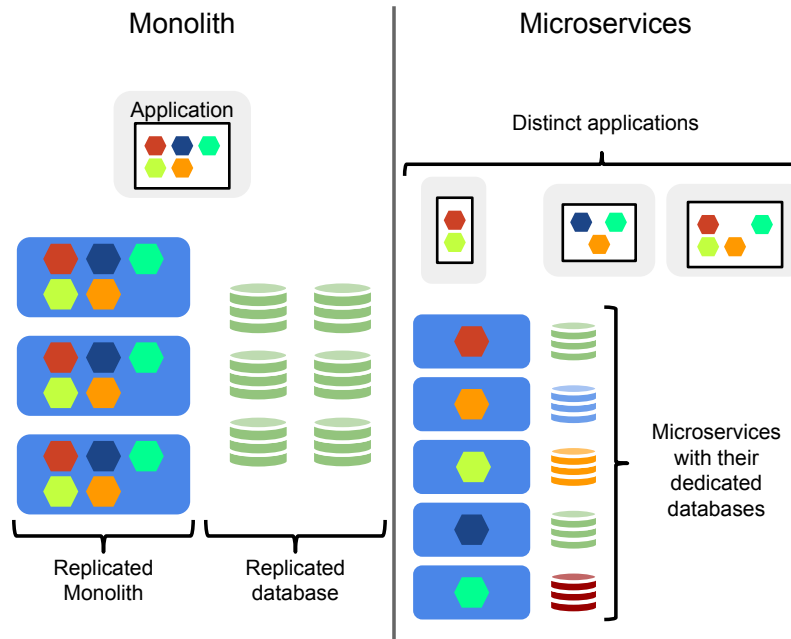 Monolith
Application
Replicated
Monolith
Replicated
database
Microservices
Distinct applications
Microservices
with their
dedicated
databases